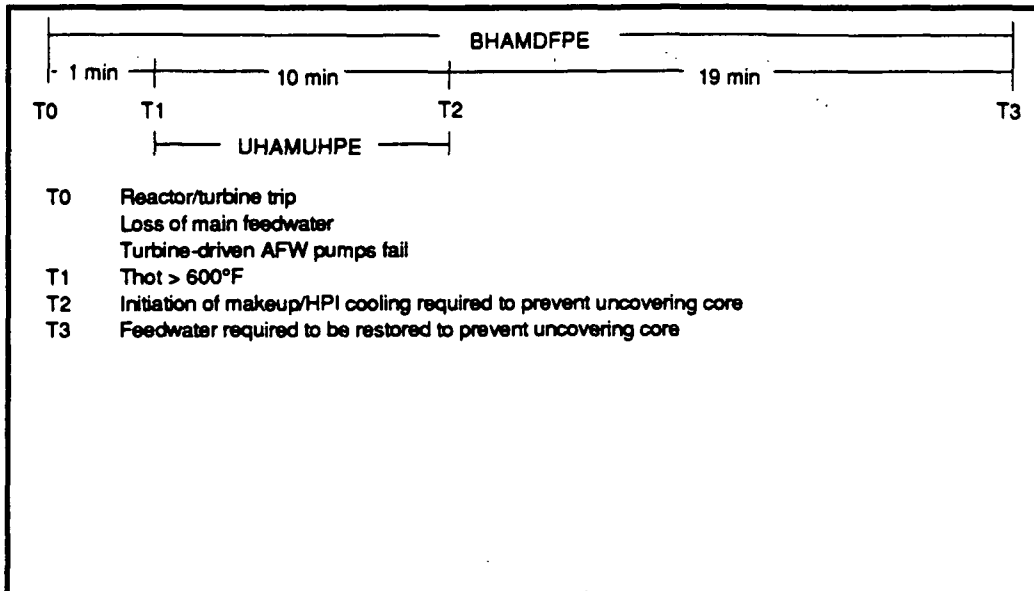 BHAMDFPE
1 min 10 min 19 min
T0 T1 T2 T3
UHAMUHPE
T0 Reactor/turbine trip
Loss of main feedwater
Turbine-driven AFW pumps fail
T1 Thot > 600°F
T2 Initiation of makeup/HPI cooling required to prevent uncovering core
T3 Feedwater required to be restored to prevent uncovering core